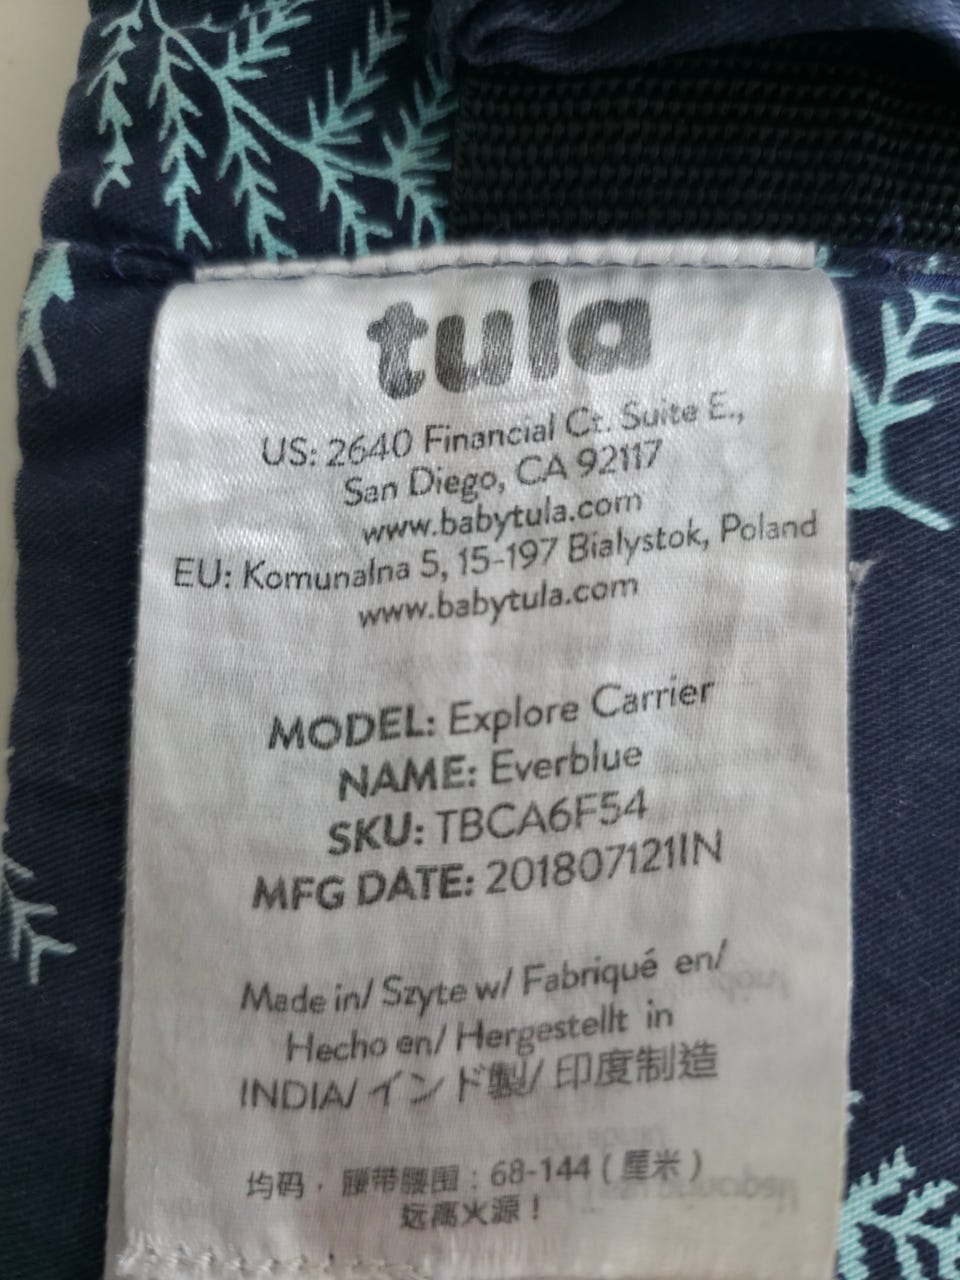 tula
US: 2640 Financial Ct. Suite E.,
San Diego, CA 92117
www.babytula.com
EU: Komunalna 5, 15-197 Bialystok, Poland
www.babytula.com
MODEL: Explore Carrier
NAME: Everblue
SKU: TBCA6F54
MFG DATE: 201807121IN
Made in/ Szyte w/ Fabriqué en/
Hecho en/ Hergestellt in
INDIA/ インド製/ 印度制造
均码 · 腰带腰围 : 68-144 ( 厘米 )
远离火源 !